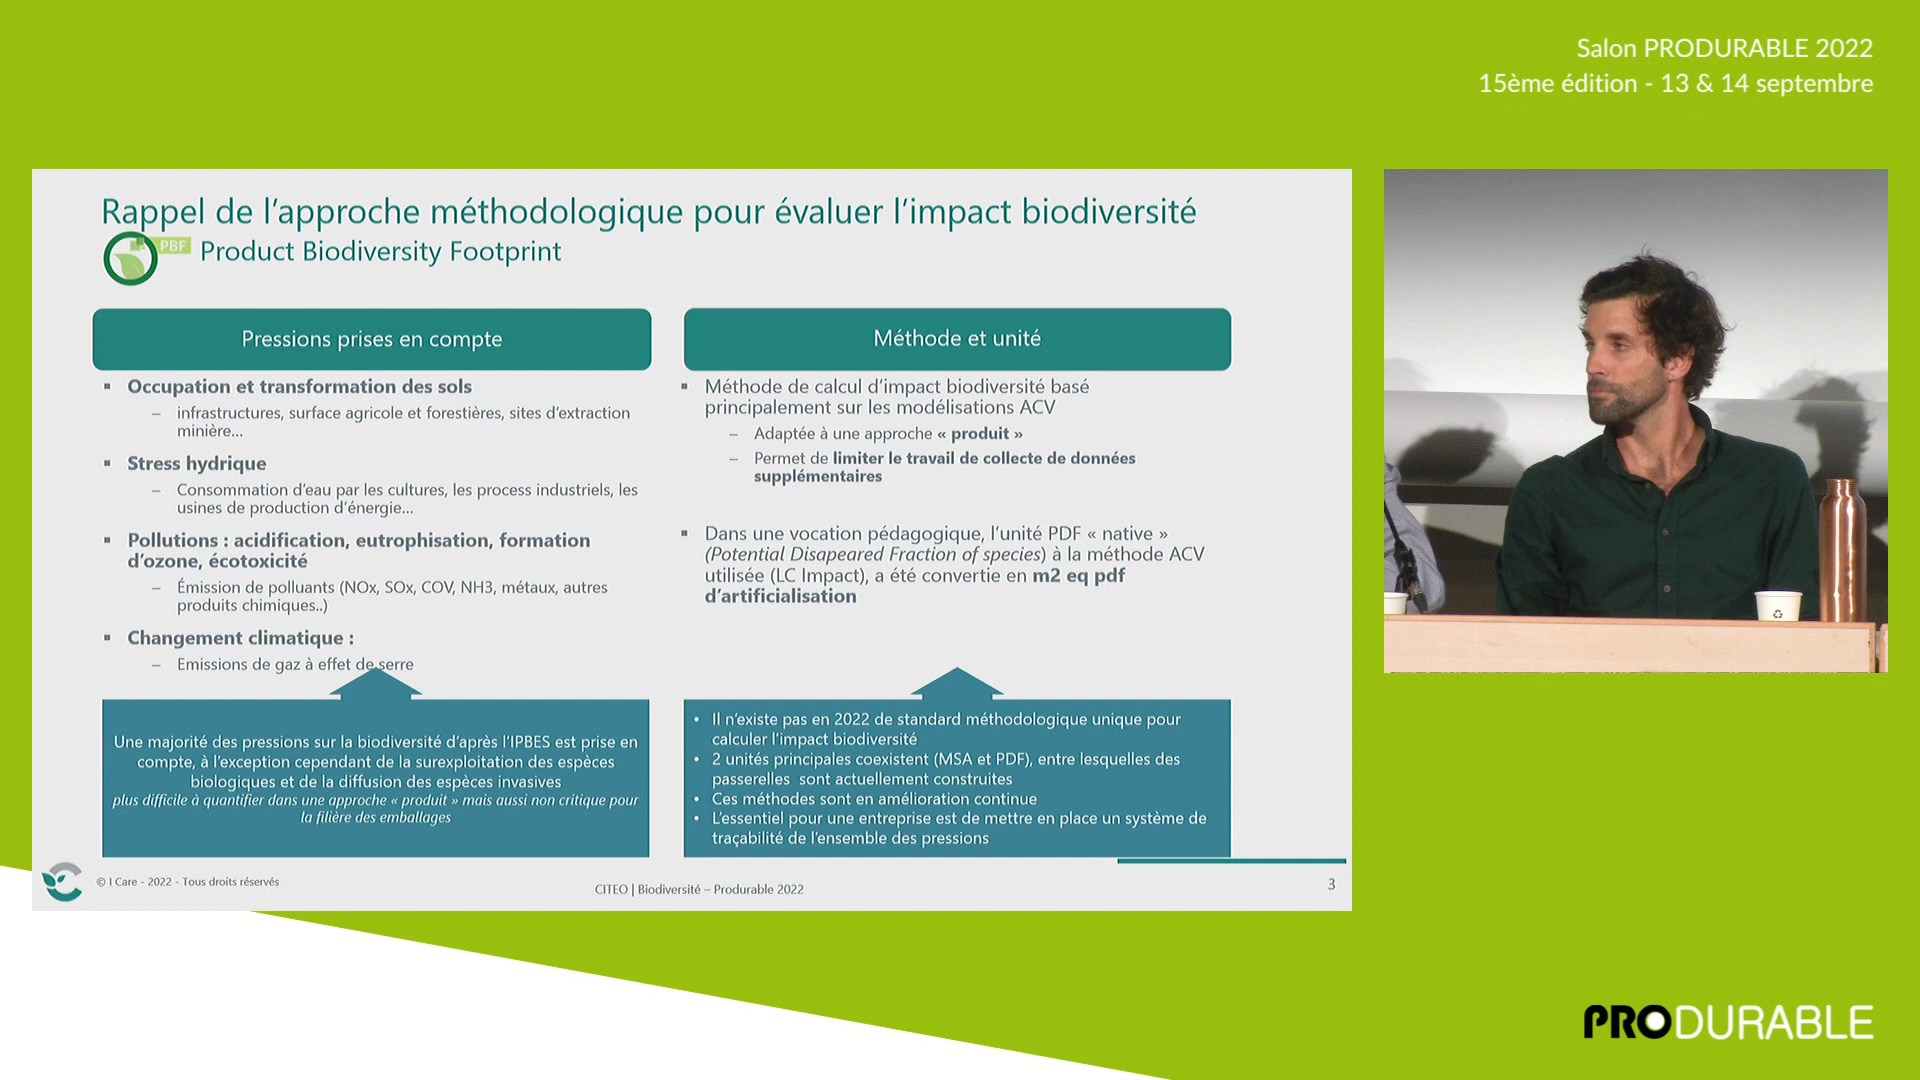 Salon PRODURABLE 2022
15ème édition - 13 & 14 septembre
Rappel de l'approche méthodologique pour évaluer l'impact biodiversité
PBF
Product Biodiversity Footprint
Pressions prises en compte
▪ Occupation et transformation des sols
– infrastructures, surface agricole et forestières, sites d'extraction
minière...
▪ Stress hydrique
– Consommation d'eau par les cultures, les process industriels, les
usines de production d'énergie...
▪ Pollutions : acidification, eutrophisation, formation
d'ozone, écotoxicité
– Émission de polluants (NOx, SOx, COV, NH3, métaux, autres
produits chimiques..)
▪ Changement climatique :
– Emissions de gaz à effet de serre
Une majorité des pressions sur la biodiversité d'après l'IPBES est prise en
compte, à l'exception cependant de la surexploitation des espèces
biologiques et de la diffusion des espèces invasives
plus difficile à quantifier dans une approche « produit » mais aussi non critique pour
la filière des emballages
Méthode et unité
▪ Méthode de calcul d'impact biodiversité basé
principalement sur les modélisations ACV
– Adaptée à une approche « produit »
– Permet de limiter le travail de collecte de données
supplémentaires
▪ Dans une vocation pédagogique, l'unité PDF « native »
(Potential Disapeared Fraction of species) à la méthode ACV
utilisée (LC Impact), a été convertie en m2 eq pdf
d'artificialisation
• Il n'existe pas en 2022 de standard méthodologique unique pour
calculer l'impact biodiversité
• 2 unités principales coexistent (MSA et PDF), entre lesquelles des
passerelles sont actuellement construites
• Ces méthodes sont en amélioration continue
• L'essentiel pour une entreprise est de mettre en place un système de
traçabilité de l'ensemble des pressions
© I Care - 2022 - Tous droits réservés
CITEO | Biodiversité – Produrable 2022
3
PRODURABLE